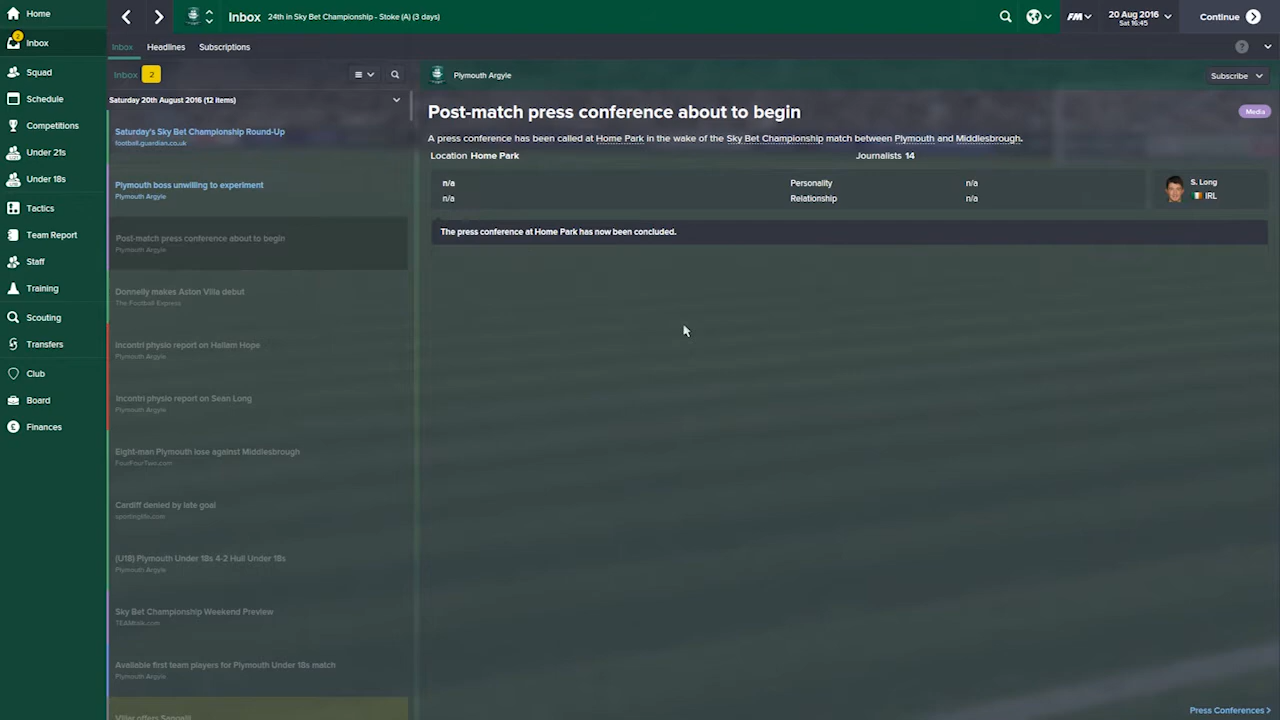 Home
Inbox
24th in Sky Bet Championship - Stoke (A) (3 days)
FM
20 Aug 2016
Sat 16:45
Continue
2
Inbox
Squad
Schedule
Competitions
Under 21s
Under 18s
Tactics
Team Report
Staff
Training
Scouting
Transfers
Club
Board
Finances
Inbox
Headlines
Subscriptions
Inbox 2
Saturday 20th August 2016 (12 items)
Saturday's Sky Bet Championship Round-Up
football.guardian.co.uk
Plymouth boss unwilling to experiment
Plymouth Argyle
Post-match press conference about to begin
Plymouth Argyle
Donnelly makes Aston Villa debut
The Football Express
Incontri physio report on Hallam Hope
Plymouth Argyle
Incontri physio report on Sean Long
Plymouth Argyle
Eight-man Plymouth lose against Middlesbrough
FourFourTwo.com
Cardiff denied by late goal
sportinglife.com
(U18) Plymouth Under 18s 4-2 Hull Under 18s
Plymouth Argyle
Sky Bet Championship Weekend Preview
TEAMtalk.com
Available first team players for Plymouth Under 18s match
Plymouth Argyle
Plymouth Argyle
Subscribe
Post-match press conference about to begin
Media
A press conference has been called at Home Park in the wake of the Sky Bet Championship match between Plymouth and Middlesbrough.
Location Home Park
Journalists 14
n/a
Personality
n/a
n/a
Relationship
n/a
S. Long
IRL
The press conference at Home Park has now been concluded.
Press Conferences >